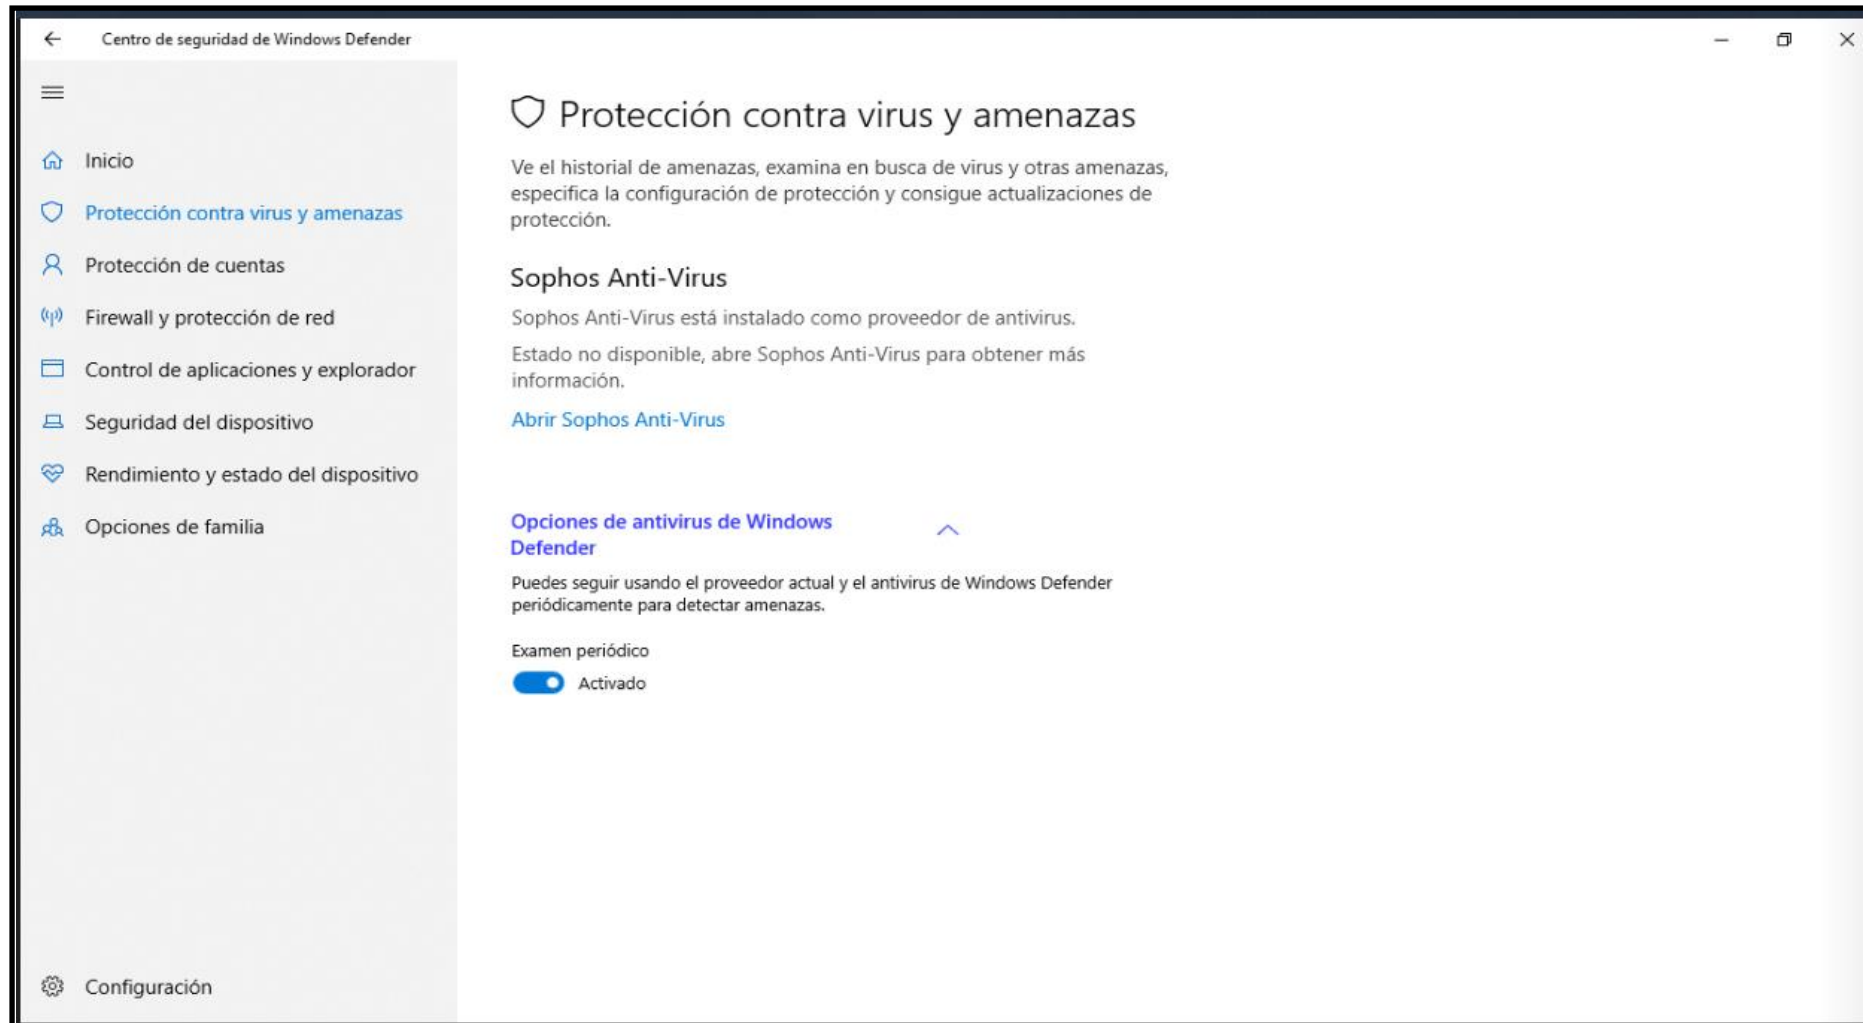 Centro de seguridad de Windows Defender
Inicio
Protección contra virus y amenazas
Protección de cuentas
Firewall y protección de red
Control de aplicaciones y explorador
Seguridad del dispositivo
Rendimiento y estado del dispositivo
Opciones de familia
Configuración
Protección contra virus y amenazas
Ve el historial de amenazas, examina en busca de virus y otras amenazas,
especifica la configuración de protección y consigue actualizaciones de
protección.
Sophos Anti-Virus
Sophos Anti-Virus está instalado como proveedor de antivirus.
Estado no disponible, abre Sophos Anti-Virus para obtener más
información.
Abrir Sophos Anti-Virus
Opciones de antivirus de Windows
Defender
Puedes seguir usando el proveedor actual y el antivirus de Windows Defender
periódicamente para detectar amenazas.
Examen periódico
Activado